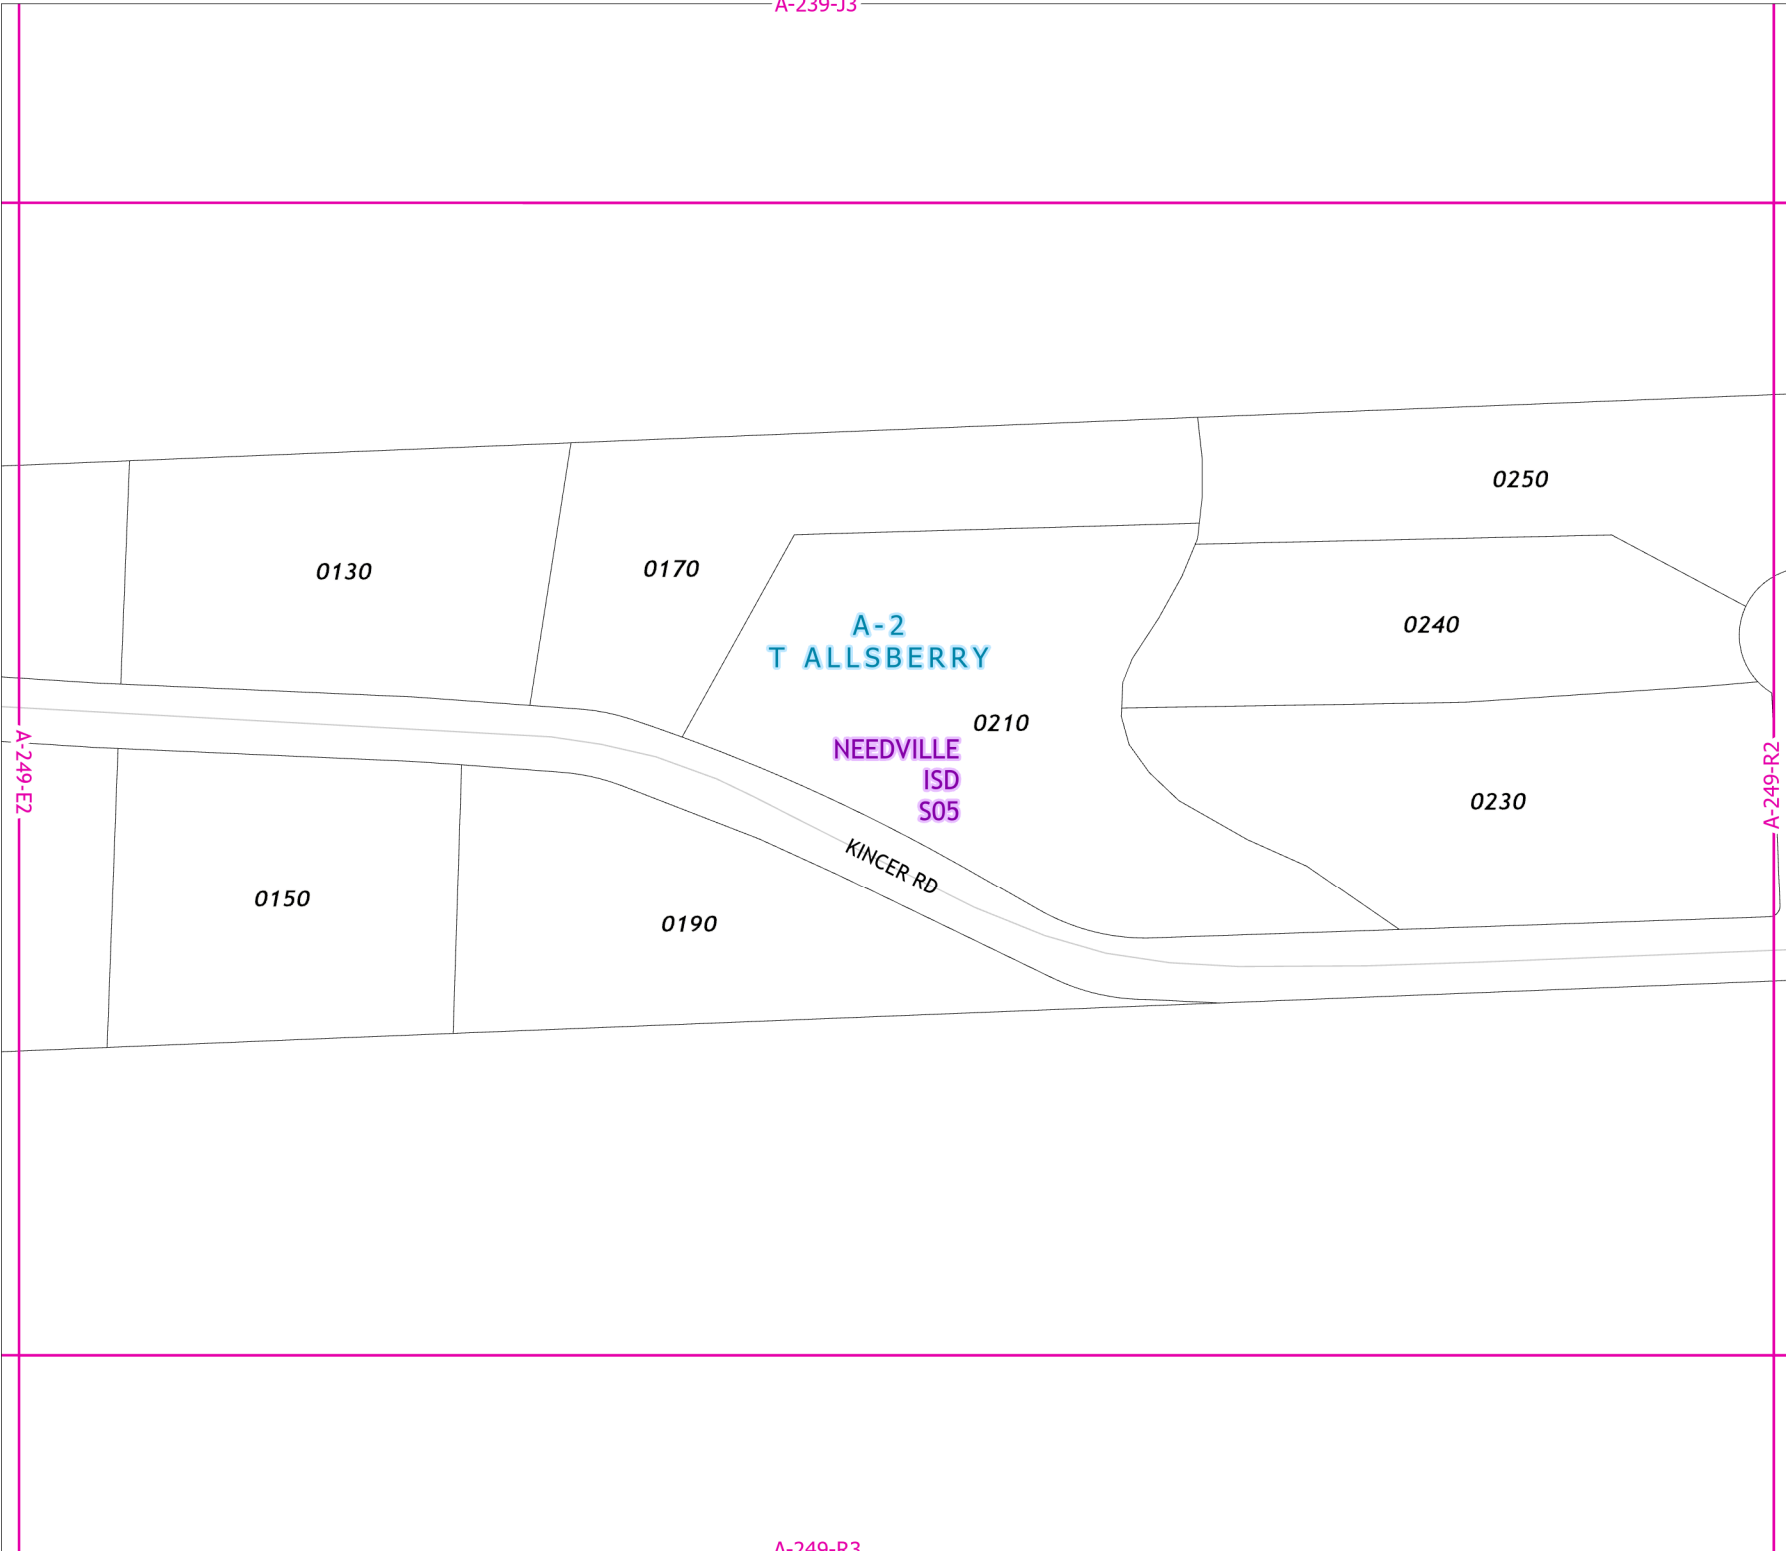 A-239-J3
0250
0130
0170
A-2
T ALLSBERRY
0240
0210
NEEDVILLE
ISD
S05
A-249-E2
A-249-R2
0230
KINCER RD
0150
0190
A-249-R3